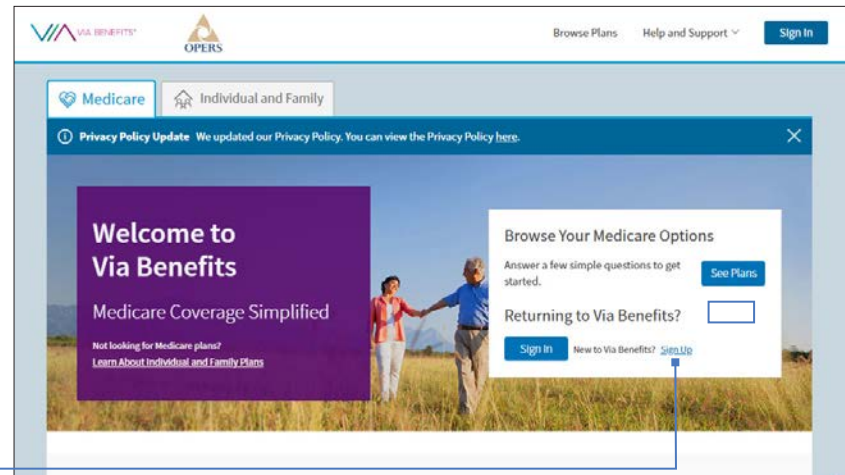 VIA BENEFITS
OPERS
Browse Plans Help and Support Sign In
Medicare Individual and Family
Privacy Policy Update We updated our Privacy Policy. You can view the Privacy Policy here.
Welcome to
Via Benefits
Medicare Coverage Simplified
Not looking for Medicare plans?
Learn About Individual and Family Plans
Browse Your Medicare Options
Answer a few simple questions to get
started.
See Plans
Returning to Via Benefits?
Sign In New to Via Benefits? Sign Up